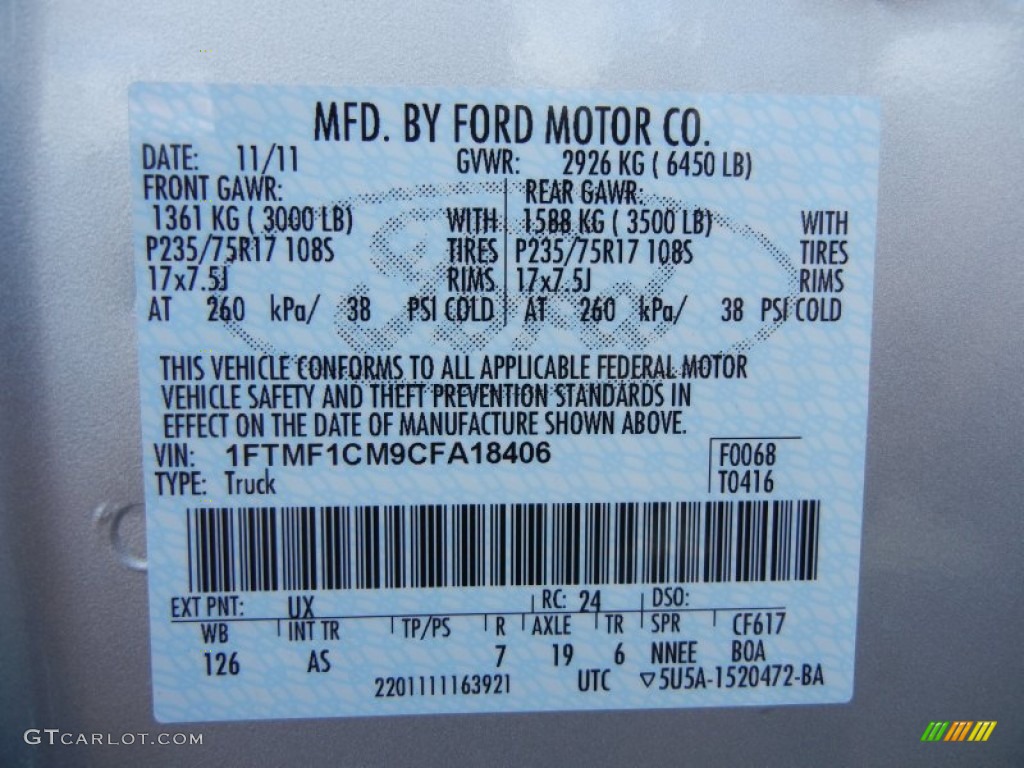 MFD. BY FORD MOTOR CO.
DATE: 11/11 GVWR: 2926 KG ( 6450 LB)
FRONT GAWR: REAR GAWR:
1361 KG ( 3000 LB) WITH 1588 KG ( 3500 LB) WITH
P235/75R17 108S TIRES P235/75R17 108S TIRES
17x7.5J RIMS 17x7.5J RIMS
AT 260 kPa/ 38 PSI COLD AT 260 kPa/ 38 PSI COLD
Ford
THIS VEHICLE CONFORMS TO ALL APPLICABLE FEDERAL MOTOR
VEHICLE SAFETY AND THEFT PREVENTION STANDARDS IN
EFFECT ON THE DATE OF MANUFACTURE SHOWN ABOVE.
VIN: 1FTMF1CM9CFA18406 F0068
TYPE: Truck T0416
EXT PNT: UX RC: 24 DSO:
WB INT TR TP/PS R AXLE TR SPR CF617
126 AS 7 19 6 NNEE BOA
2201111163921 UTC ▽5U5A-1520472-BA
GTCARLOT.COM